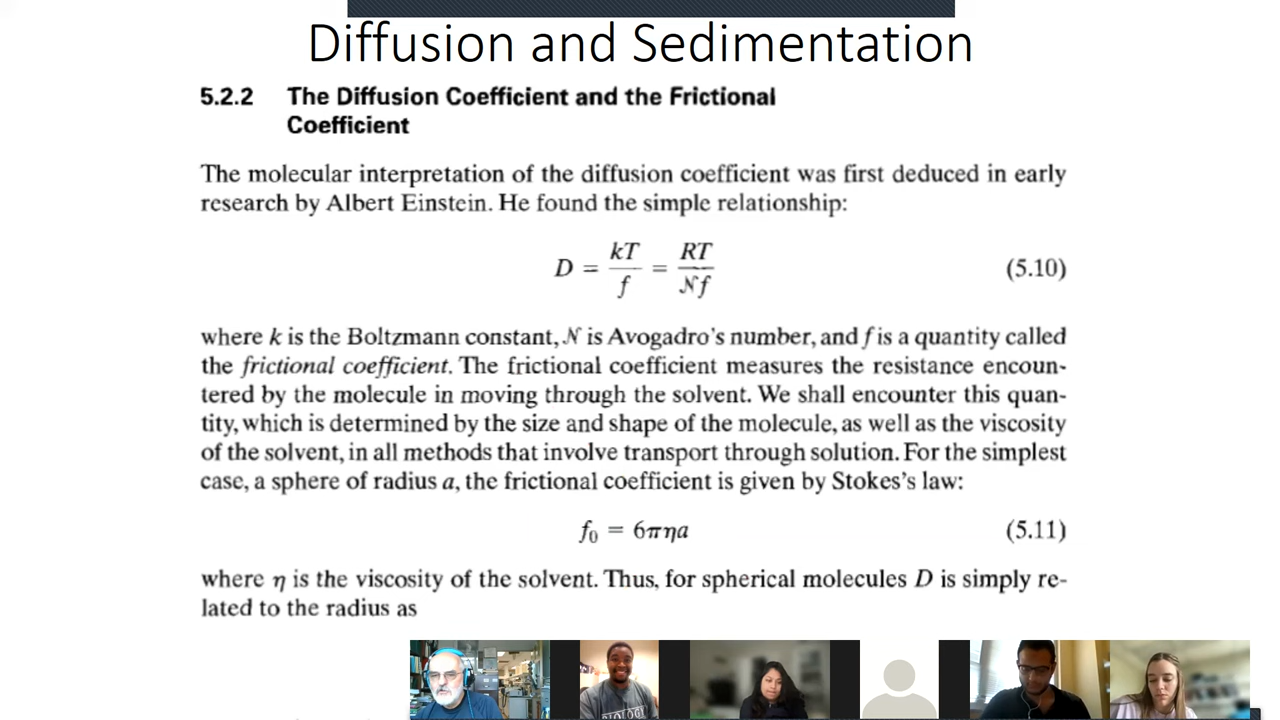 Diffusion and Sedimentation
5.2.2 The Diffusion Coefficient and the Frictional
Coefficient
The molecular interpretation of the diffusion coefficient was first deduced in early
research by Albert Einstein. He found the simple relationship:
D = kT/f = RT/𝒩f (5.10)
where k is the Boltzmann constant, 𝒩 is Avogadro's number, and f is a quantity called
the frictional coefficient. The frictional coefficient measures the resistance encoun-
tered by the molecule in moving through the solvent. We shall encounter this quan-
tity, which is determined by the size and shape of the molecule, as well as the viscosity
of the solvent, in all methods that involve transport through solution. For the simplest
case, a sphere of radius a, the frictional coefficient is given by Stokes's law:
f₀ = 6πηa (5.11)
where η is the viscosity of the solvent. Thus, for spherical molecules D is simply re-
lated to the radius as